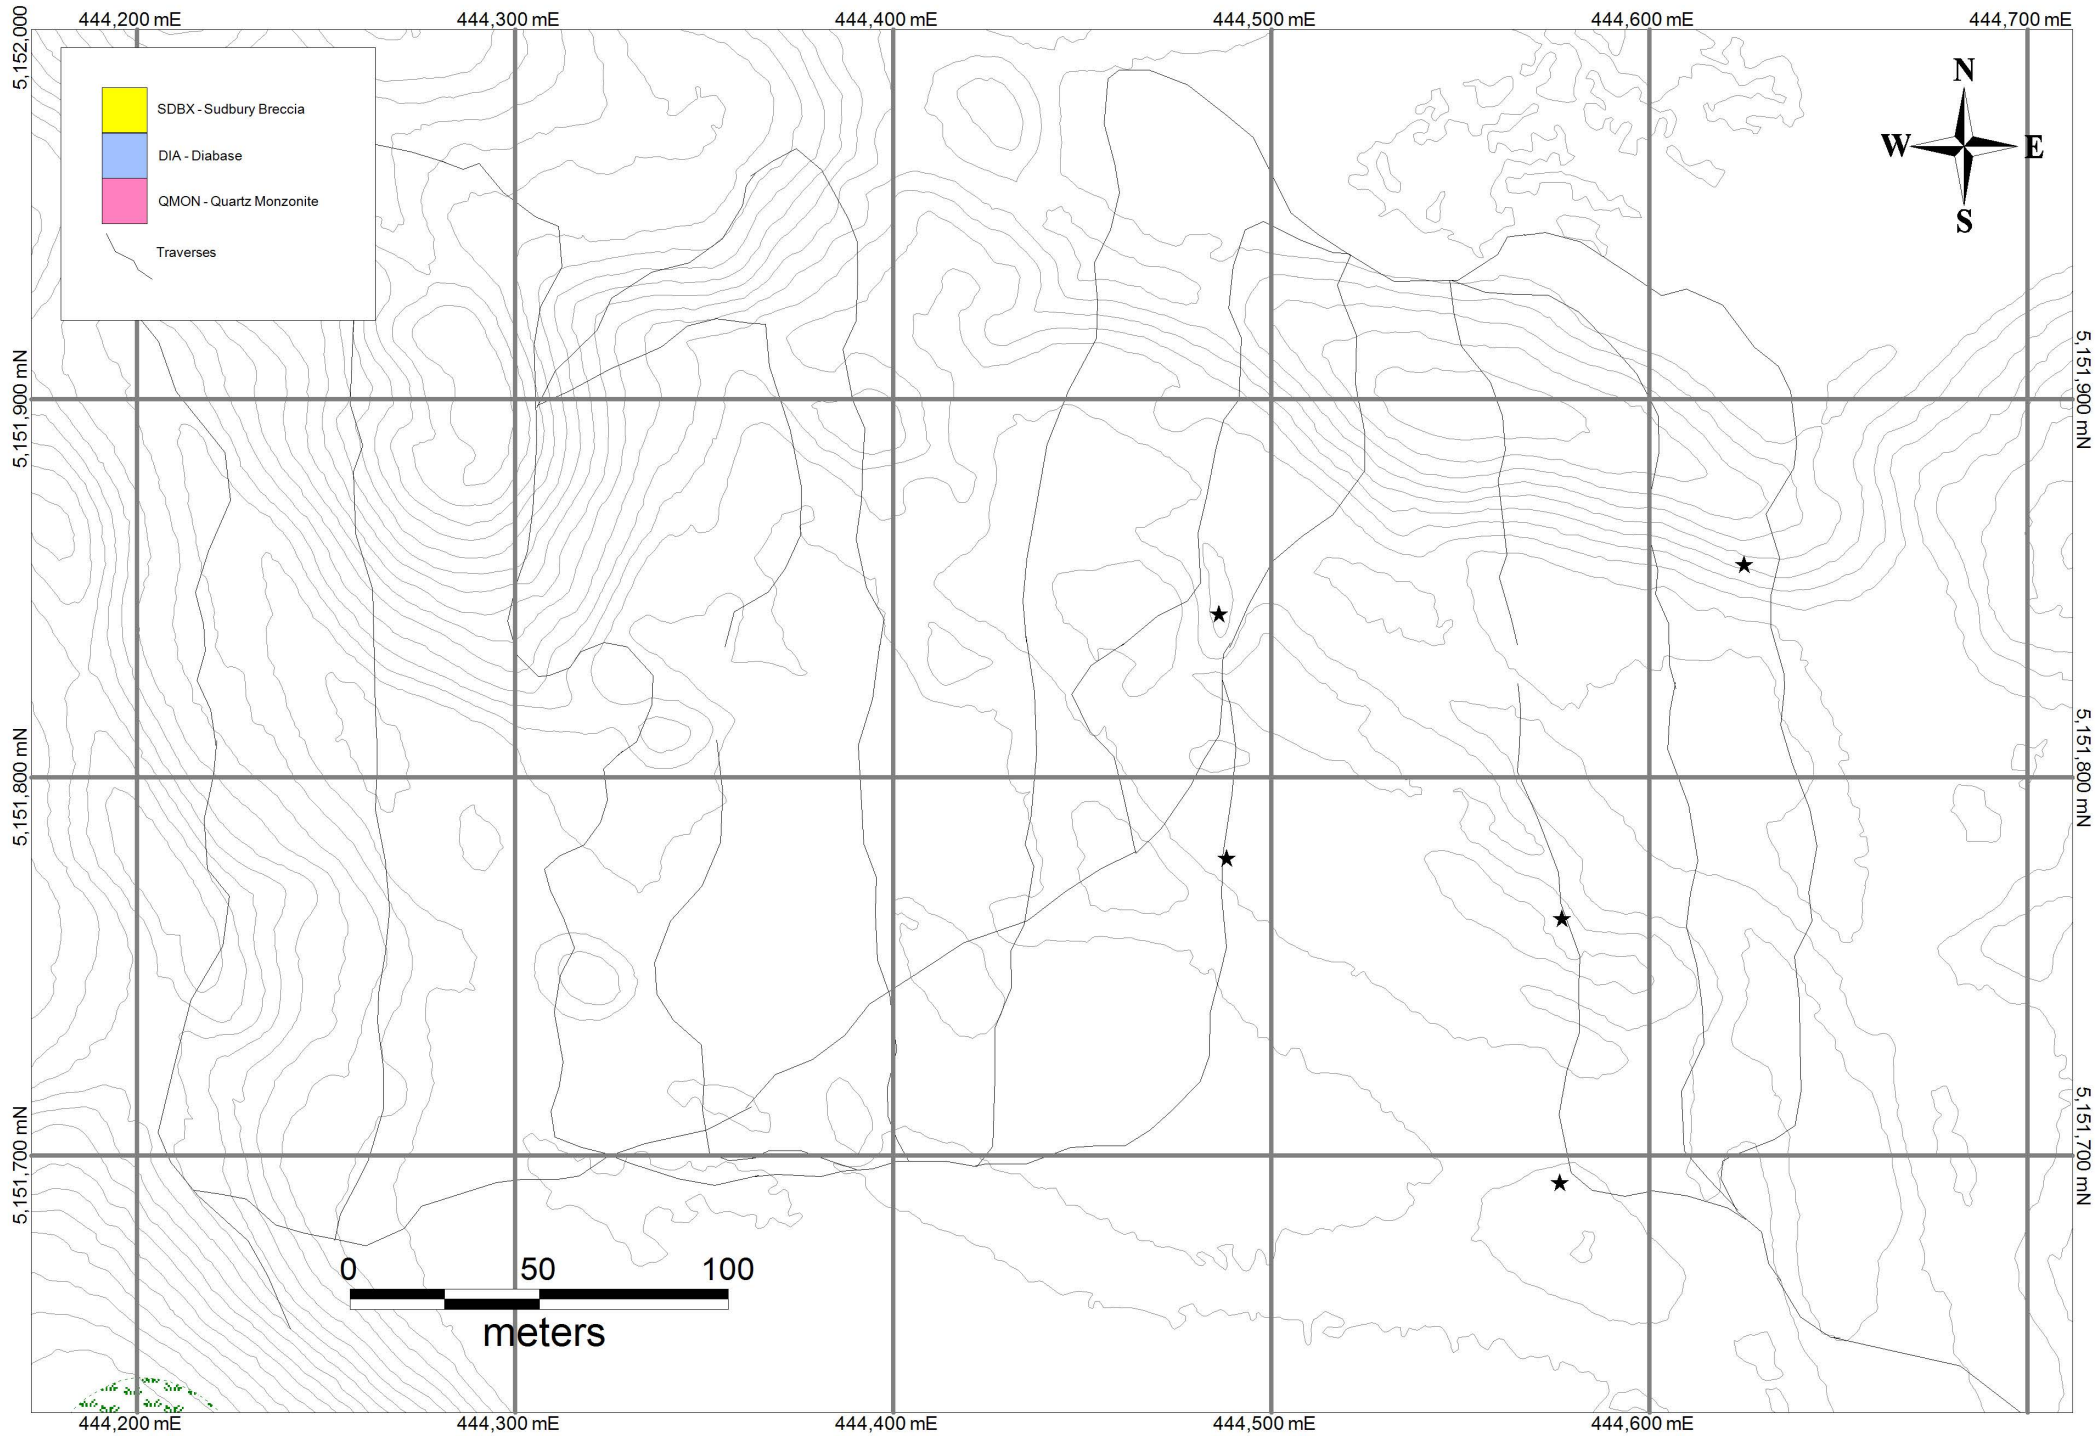 444,200 mE 444,300 mE 444,400 mE 444,500 mE 444,600 mE 444,700 mE
5,152,000
SDBX - Sudbury Breccia
DIA - Diabase
QMON - Quartz Monzonite
Traverses
N
W E
S
5,151,900 mN 5,151,900 mN
5,151,800 mN 5,151,800 mN
5,151,700 mN 5,151,700 mN
0 50 100
meters
444,200 mE 444,300 mE 444,400 mE 444,500 mE 444,600 mE